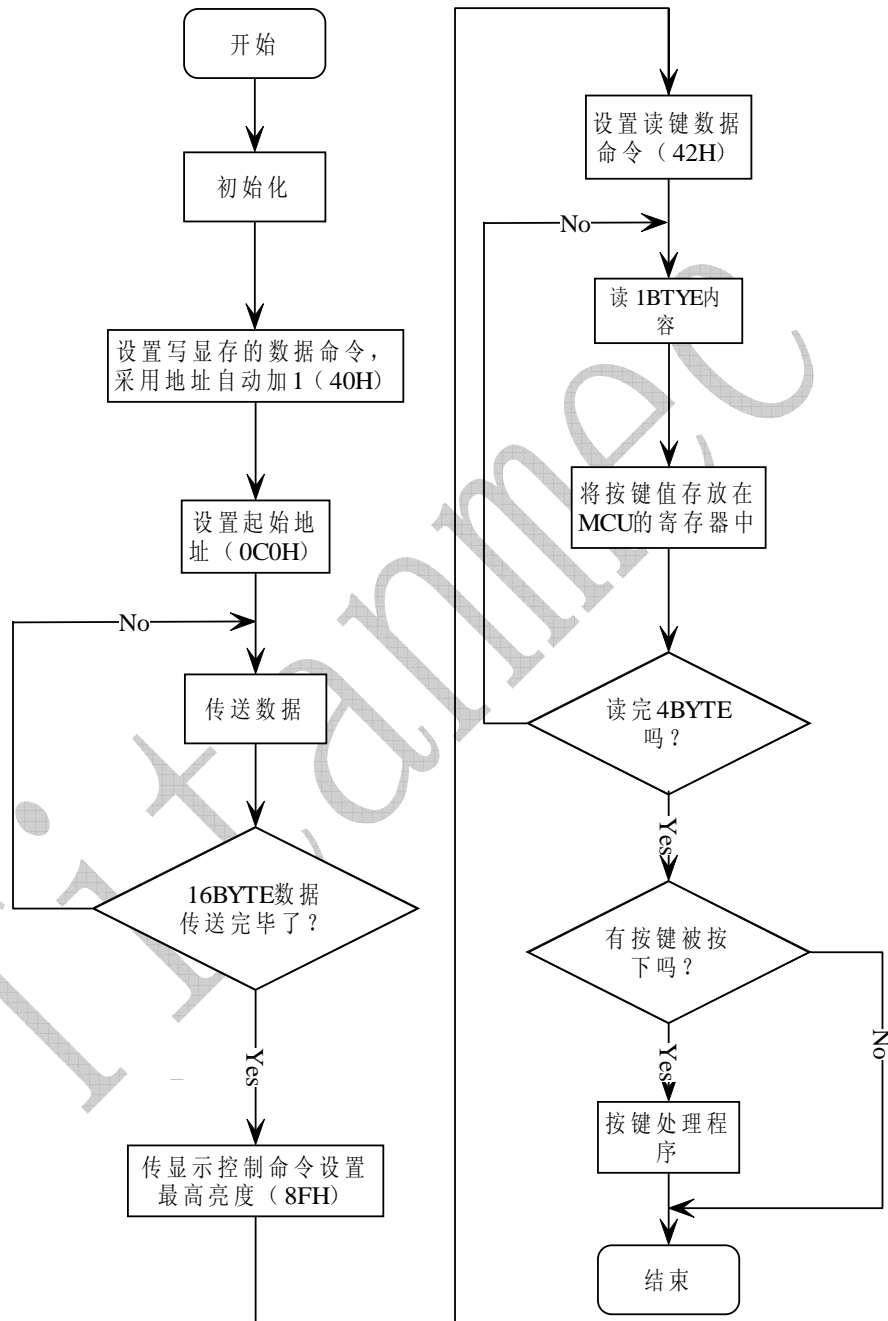 开始
初始化
设置写显存的数据命令，
采用地址自动加1（40H）
设置起始地
址（0C0H）
No
传送数据
16BYTE数据
传送完毕了？
Yes
传显示控制命令设置
最高亮度（8FH）
设置读键数据
命令（42H）
No
读1BTYE内
容
将按键值存放在
MCU的寄存器中
读完4BYTE
吗？
Yes
有按键被按
下吗？
No
Yes
按键处理程
序
结束
Titanmec